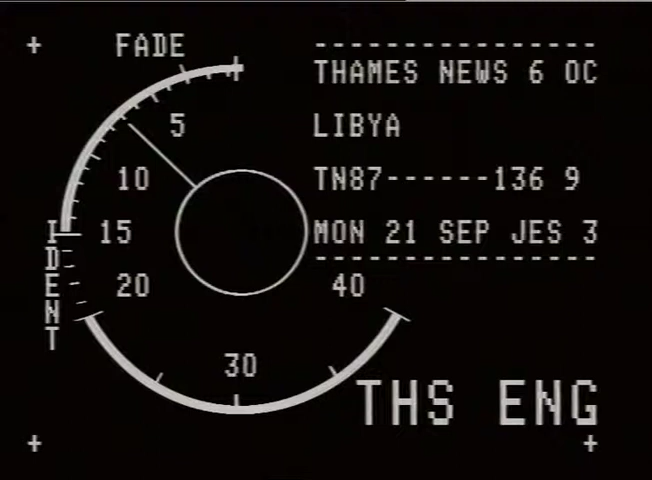 FADE
THAMES NEWS 6 OC
5
LIBYA
10
TN87------136 9
15
MON 21 SEP JES 3
IDENT
20
40
30
THS ENG